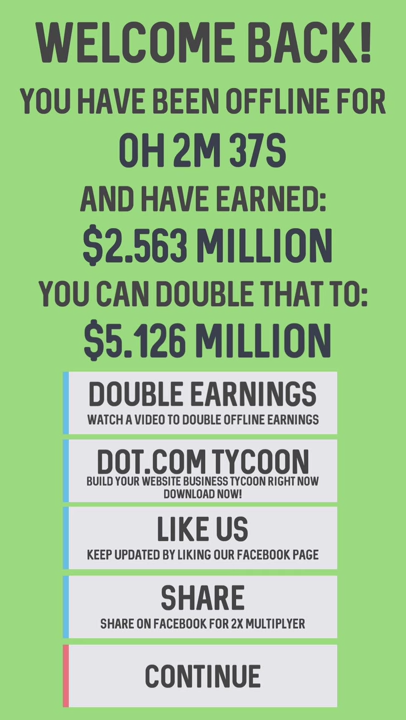 WELCOME BACK!
YOU HAVE BEEN OFFLINE FOR
0H 2M 37S
AND HAVE EARNED:
$2.563 MILLION
YOU CAN DOUBLE THAT TO:
$5.126 MILLION
DOUBLE EARNINGS
WATCH A VIDEO TO DOUBLE OFFLINE EARNINGS
DOT.COM TYCOON
BUILD YOUR WEBSITE BUSINESS TYCOON RIGHT NOW
DOWNLOAD NOW!
LIKE US
KEEP UPDATED BY LIKING OUR FACEBOOK PAGE
SHARE
SHARE ON FACEBOOK FOR 2X MULTIPLYER
CONTINUE